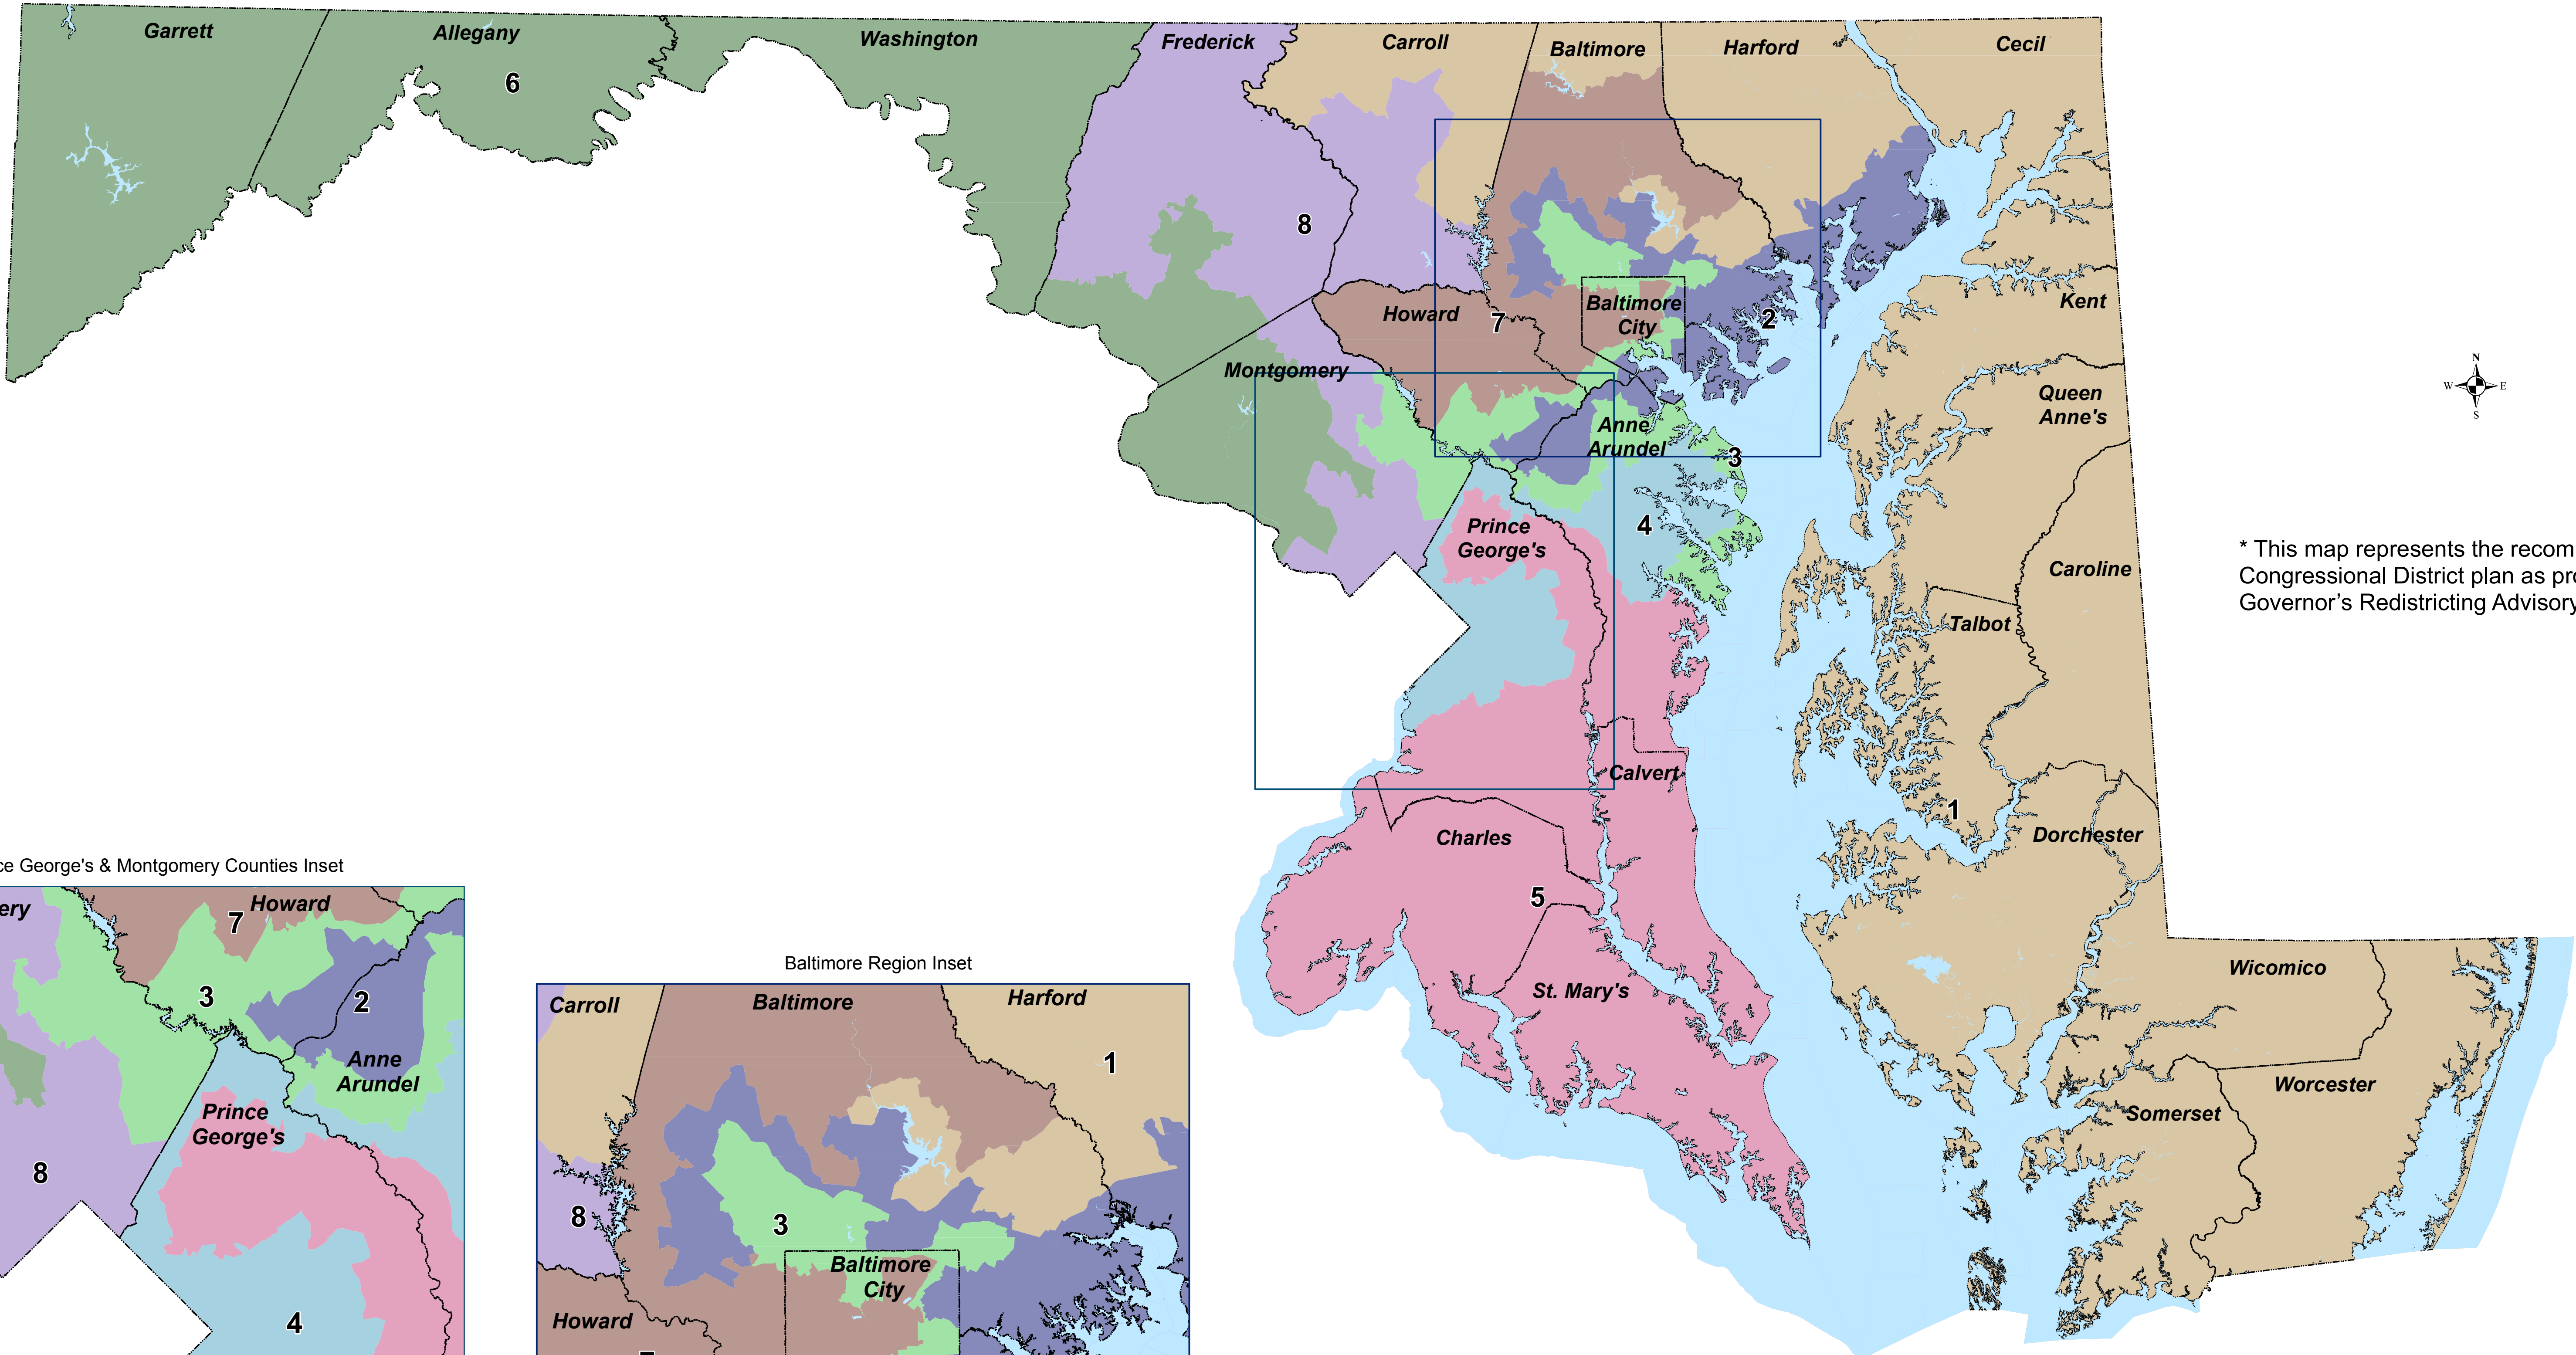 Garrett
Allegany
Washington
Frederick
Carroll
Baltimore
Harford
Cecil
6
8
Howard
7
Baltimore
City
2
Kent
Montgomery
Queen
Anne's
Anne
Arundel
3
N
W
E
S
Prince
George's
4
Caroline
Talbot
* This map represents the recom
Congressional District plan as pr
Governor's Redistricting Advisory
Calvert
1
Dorchester
Charles
5
St. Mary's
Wicomico
Worcester
Somerset
ce George's & Montgomery Counties Inset
ery
7
Howard
3
2
Anne
Arundel
Prince
George's
8
4
Baltimore Region Inset
Carroll
Baltimore
Harford
1
8
3
Baltimore
City
Howard